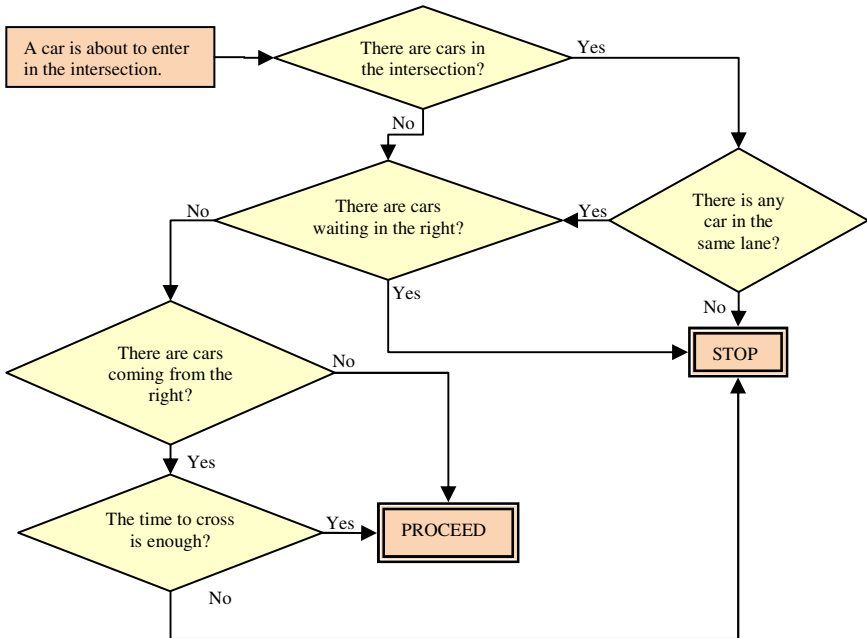 A car is about to enter
in the intersection.
There are cars in
the intersection?
Yes
No
There are cars
waiting in the right?
No
Yes
There is any
car in the
same lane?
Yes
No
STOP
There are cars
coming from the
right?
No
Yes
The time to cross
is enough?
Yes
PROCEED
No